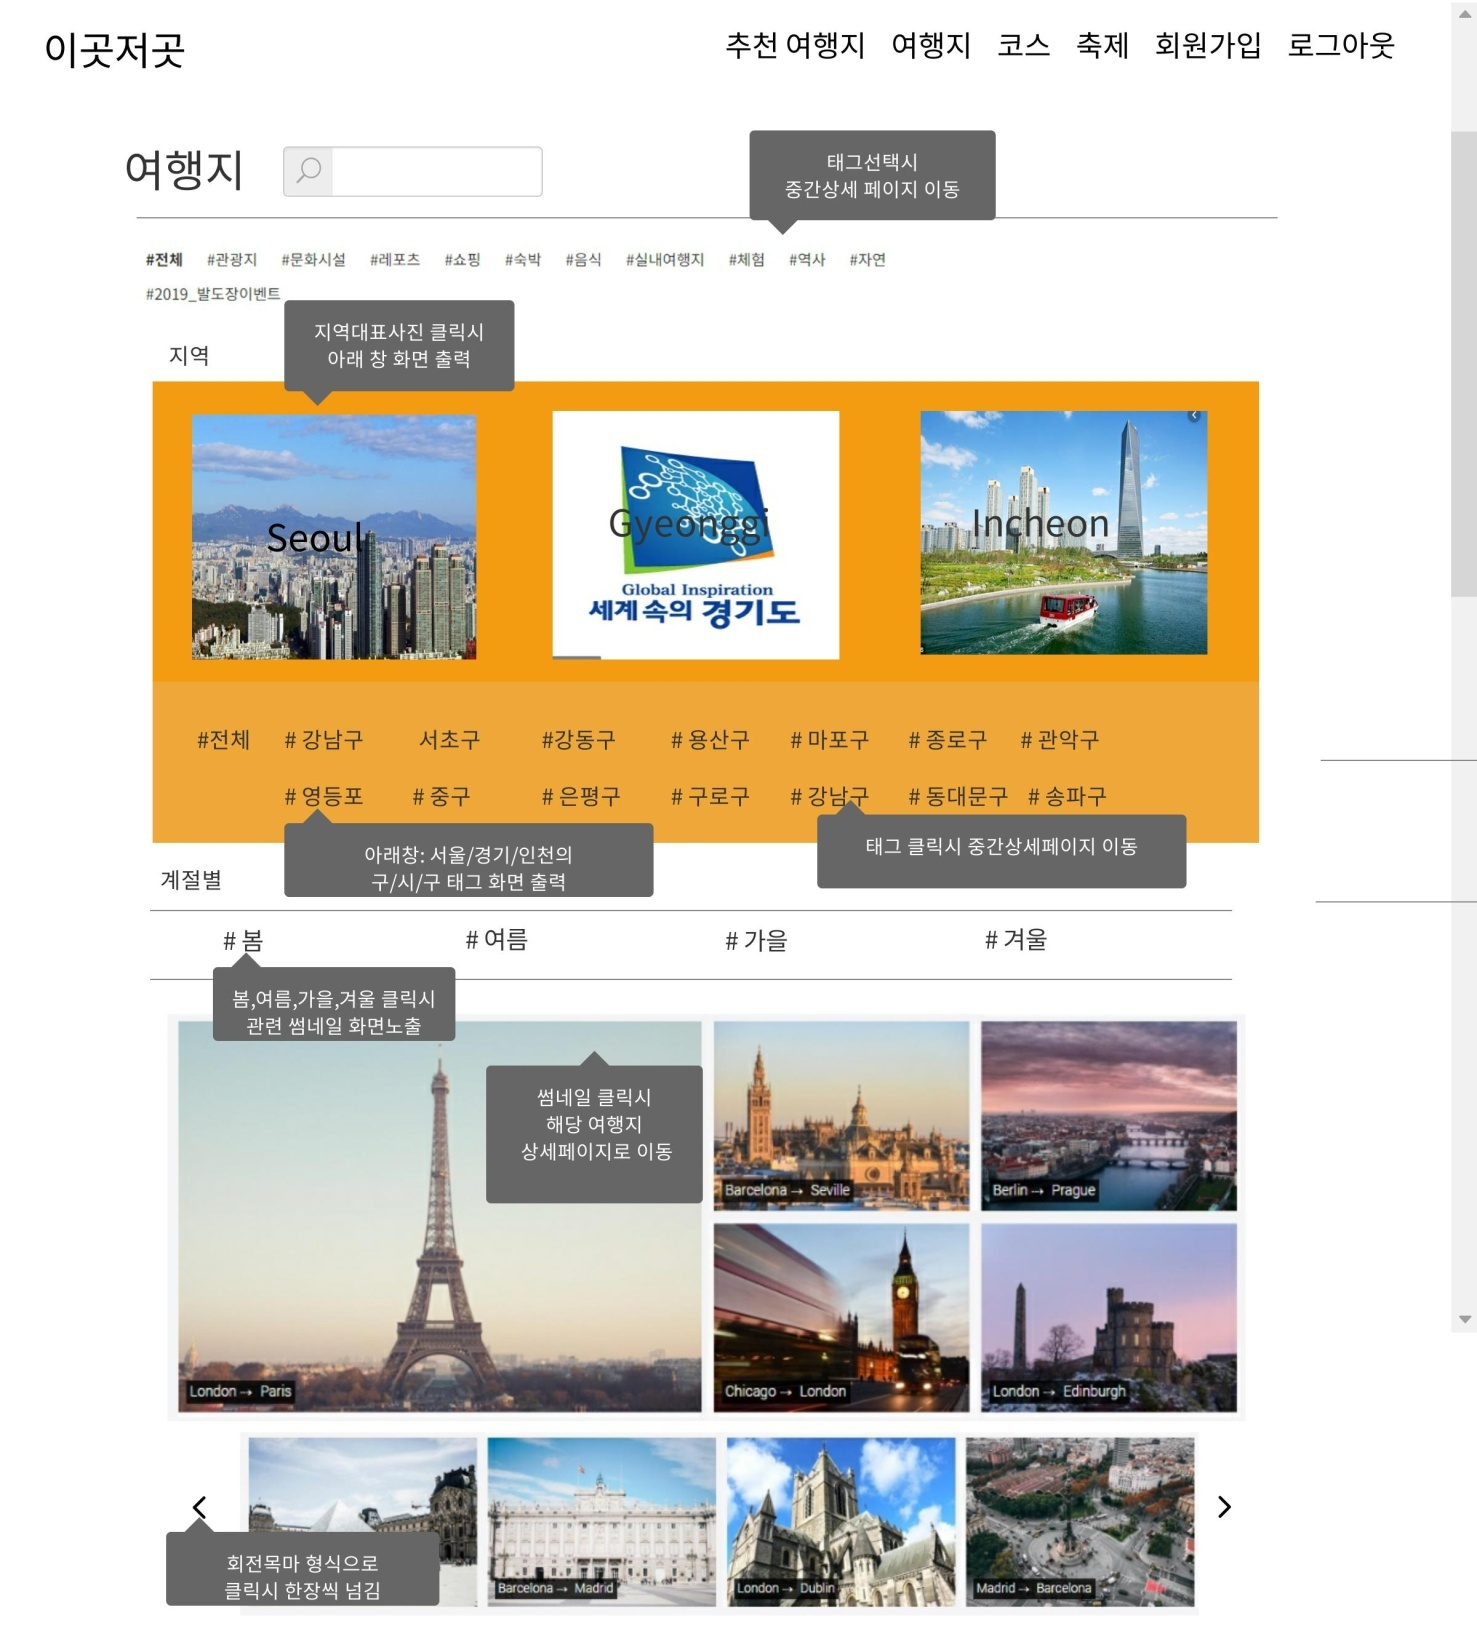 이곳저곳
추천 여행지 여행지 코스 축제 회원가입 로그아웃
여행지
태그선택시
중간상세 페이지 이동
#전체 #관광지 #문화시설 #레포츠 #쇼핑 #숙박 #음식 #실내여행지 #체험 #역사 #자연
#2019_발도장이벤트
지역대표사진 클릭시
아래 창 화면 출력
지역
Seoul
Gyeonggi
Global Inspiration
세계속의 경기도
Incheon
#전체 # 강남구 서초구 #강동구 # 용산구 # 마포구 # 종로구 # 관악구
# 영등포 # 중구 # 은평구 # 구로구 # 강남구 # 동대문구 # 송파구
아래창: 서울/경기/인천의
구/시/구 태그 화면 출력
태그 클릭시 중간상세페이지 이동
계절별
# 봄 # 여름 # 가을 # 겨울
봄,여름,가을,겨울 클릭시
관련 썸네일 화면노출
썸네일 클릭시
해당 여행지
상세페이지로 이동
Barcelona → Seville
Berlin → Prague
London → Paris
Chicago → London
London → Edinburgh
회전목마 형식으로
클릭시 한장씩 넘김
Barcelona → Madrid
London → Dublin
Madrid → Barcelona